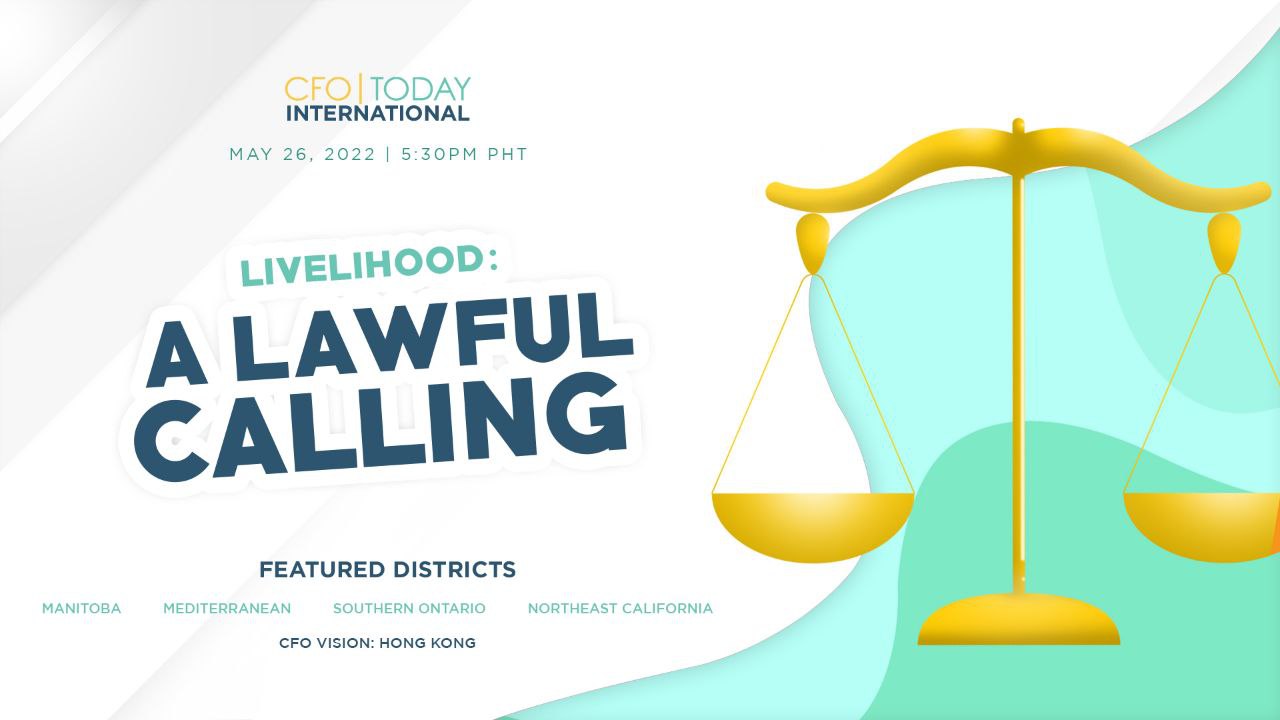 CFO|TODAY
INTERNATIONAL
MAY 26, 2022 | 5:30PM PHT
LIVELIHOOD:
A LAWFUL
CALLING
FEATURED DISTRICTS
MANITOBA MEDITERRANEAN SOUTHERN ONTARIO NORTHEAST CALIFORNIA
CFO VISION: HONG KONG